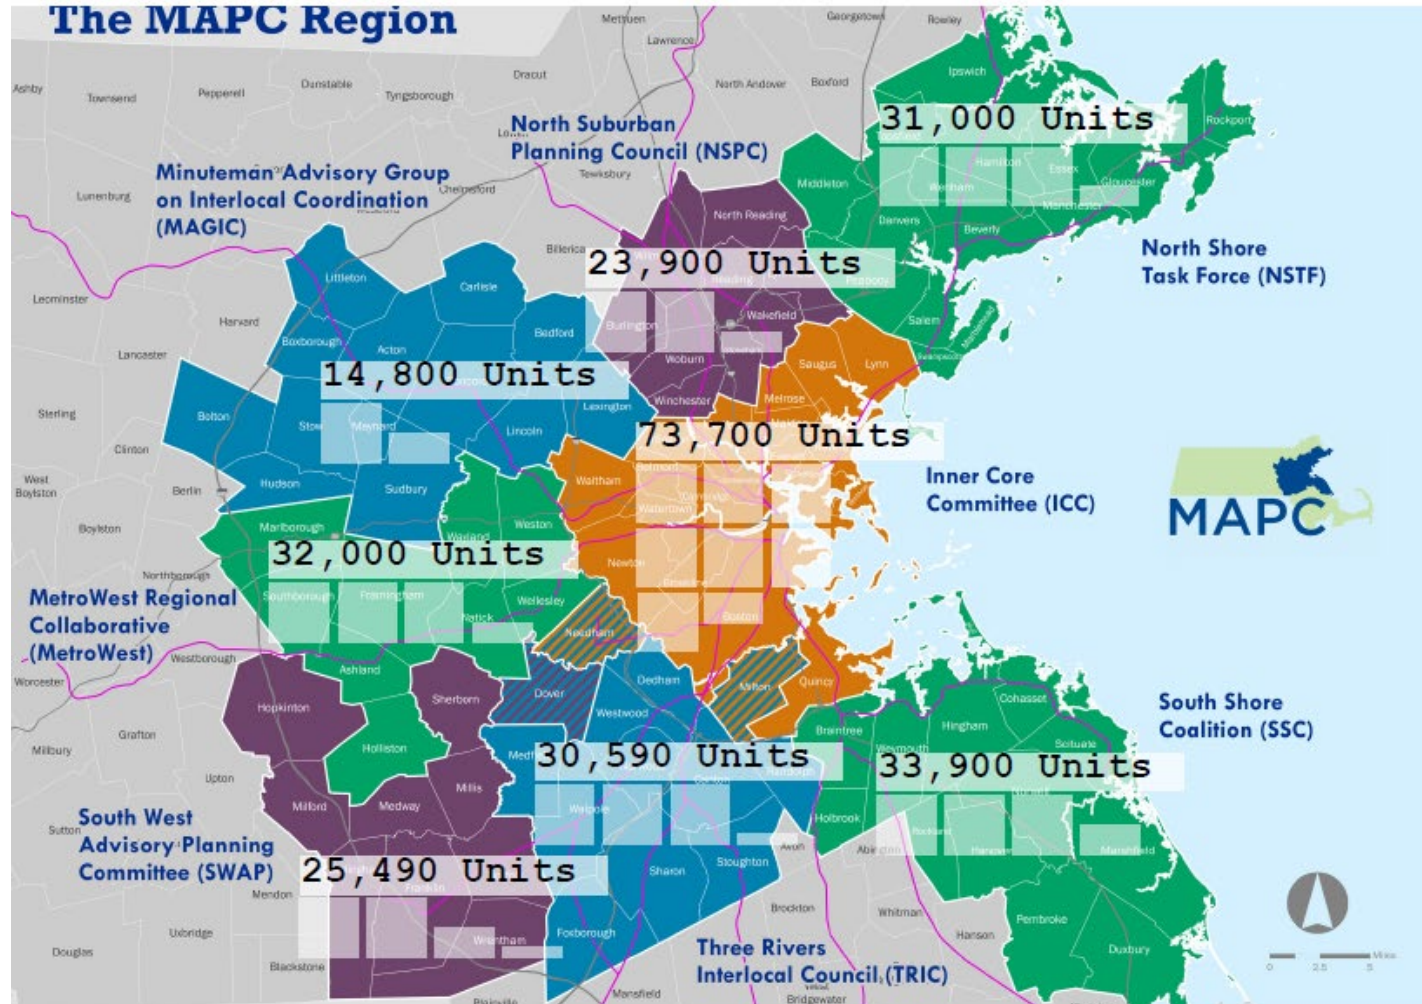 The MAPC Region
Methuen
Georgetown
Rowley
Lawrence
Ipswich
Ashby
Townsend
Pepperell
Dunstable
Tyngsborough
Dracut
North Andover
Boxford
31,000 Units
Rockport
North Suburban
Planning Council (NSPC)
Tewksbury
Hamilton
Essex
Wenham
Gloucester
Manchester
Middleton
Minuteman Advisory Group
on Interlocal Coordination
(MAGIC)
Chelmsford
Lunenburg
North Reading
Danvers
Beverly
North Shore
Task Force (NSTF)
Billerica
23,900 Units
Reading
Peabody
Littleton
Carlisle
Leominster
Harvard
Burlington
Wakefield
Salem
Marblehead
Swampscott
Bedford
Boxborough
Acton
Lancaster
Woburn
Saugus
Lynn
14,800 Units
Winchester
Melrose
Sterling
Bolton
Stow
Maynard
Lexington
Lincoln
Clinton
73,700 Units
Belmont
Waltham
Cambridge
Watertown
West
Boylston
Berlin
Hudson
Sudbury
Inner Core
Committee (ICC)
MAPC
Boylston
Marlborough
Weston
Wayland
32,000 Units
Newton
Brookline
Northborough
MetroWest Regional
Collaborative
(MetroWest)
Southborough
Framingham
Natick
Wellesley
Boston
Needham
Westborough
Worcester
Ashland
Sherborn
Dover
Dedham
Milton
Quincy
Hopkinton
Westwood
Cohasset
Hingham
Scituate
South Shore
Coalition (SSC)
Millbury
Grafton
Holliston
Braintree
Weymouth
30,590 Units
Randolph
33,900 Units
Upton
Millis
Milford
Medway
Walpole
Canton
Holbrook
Rockland
Hanover
Marshfield
Sutton
South West
Advisory Planning
Committee (SWAP)
Avon
Abington
Stoughton
Sharon
25,490 Units
Franklin
Mendon
Uxbridge
Wrentham
Foxborough
Brockton
Whitman
Hanson
Pembroke
Duxbury
Douglas
Blackstone
Three Rivers
Interlocal Council (TRIC)
Mansfield
Bridgewater
Plainville
0 2.5 5 Miles